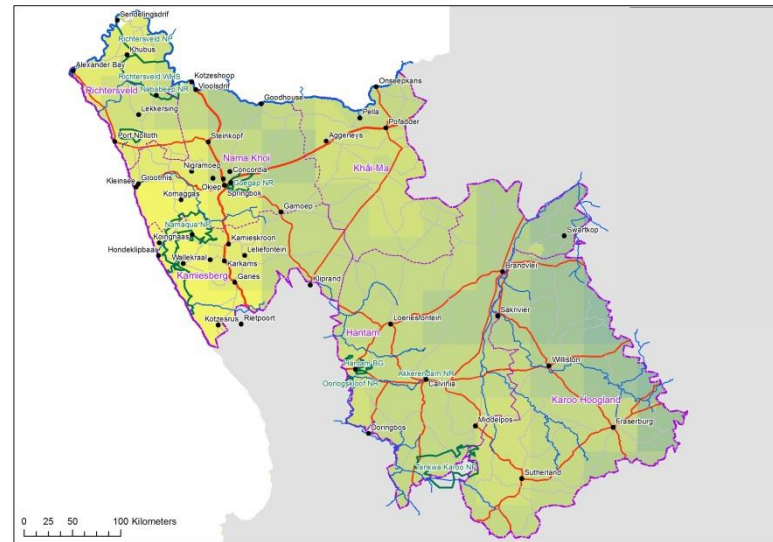 Sendelingsdrif
Richtersveld NP
Khubus
Alexander Bay
Richtersveld WHS
Kotzeshoop
Vioolsdrif
Nababeep NR
Richtersveld
Goodhouse
Onseepkans
Lekkersing
Pella
Pofadder
Port Nolloth
Steinkopf
Aggeneys
Nama Khoi
Khâi-Ma
Nigramoep
Concordia
Goegap NR
Okiep
Springbok
Kleinsee
Grootmis
Komaggas
Gamoep
Namaqua NP
Koingnaas
Swartkop
Hondeklipbaai
Kamieskroon
Leliefontein
Wallekraal
Karkams
Brandvlei
Kamiesberg
Garies
Kliprand
Kotzesrus
Rietpoort
Loeriesfontein
Sakrivier
Hantam
Hantam BG
Akkerendam NR
Williston
Oorlogskloof NR
Calvinia
Karoo Hoogland
Doringbos
Middelpos
Fraserburg
Tankwa Karoo NP
Sutherland
0 25 50 100 Kilometers